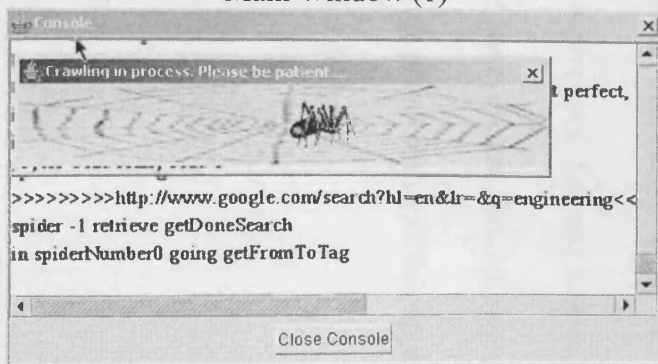 Main Window (1)
Console
Crawling in process. Please be patient...
t perfect,
>>>>>>>>>http://www.google.com/search?hl=en&lr=&q=engineering<<
spider -1 retrieve getDoneSearch
in spiderNumber0 going getFromToTag
Close Console